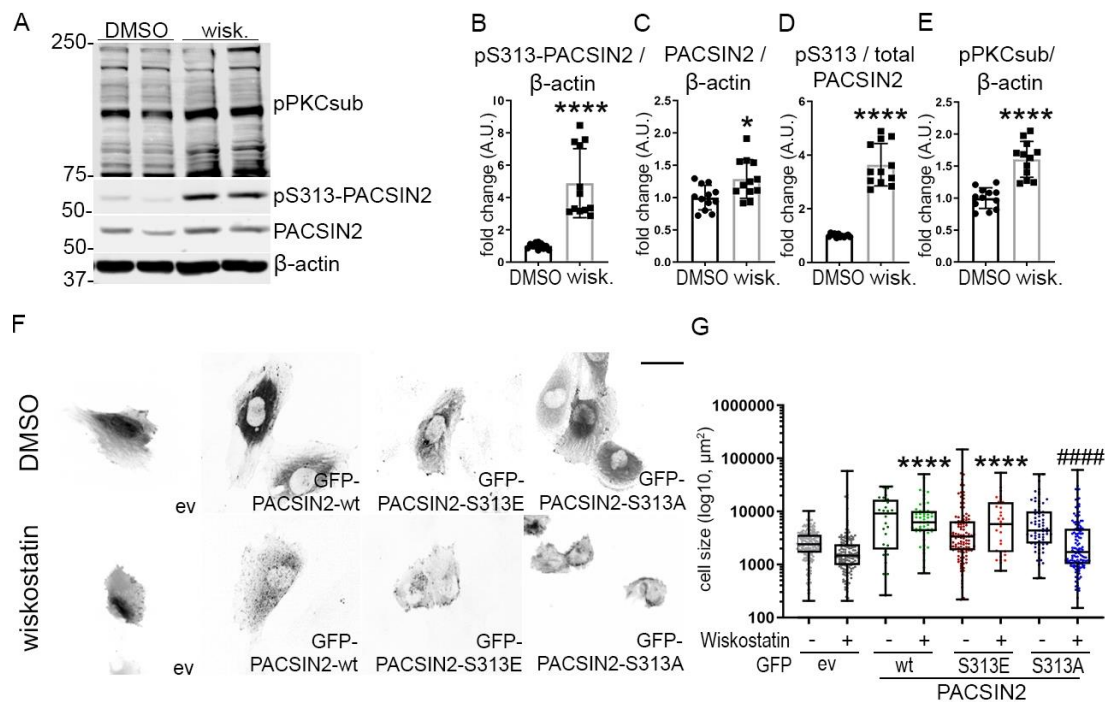 A
DMSO wisk.
250-
pPKCsub
75-
pS313-PACSIN2
50-
PACSIN2
50-
β-actin
37-
B
pS313-PACSIN2 /
β-actin
fold change (A.U.)
10
8
6
4
2
0
****
DMSO wisk.
C
PACSIN2 /
β-actin
fold change (A.U.)
2.5
2.0
1.5
1.0
0.5
0.0
*
DMSO wisk.
D
pS313 / total
PACSIN2
fold change (A.U.)
6
4
2
0
****
DMSO wisk.
E
pPKCsub/
β-actin
fold change (A.U.)
2.5
2.0
1.5
1.0
0.5
0.0
****
DMSO wisk.
F
DMSO
ev
GFP-
PACSIN2-wt
GFP-
PACSIN2-S313E
GFP-
PACSIN2-S313A
wiskostatin
ev
GFP-
PACSIN2-wt
GFP-
PACSIN2-S313E
GFP-
PACSIN2-S313A
G
cell size (log10, µm²)
1000000
100000
10000
1000
100
**** **** ####
Wiskostatin - + - + - + - +
GFP ev wt S313E S313A
PACSIN2